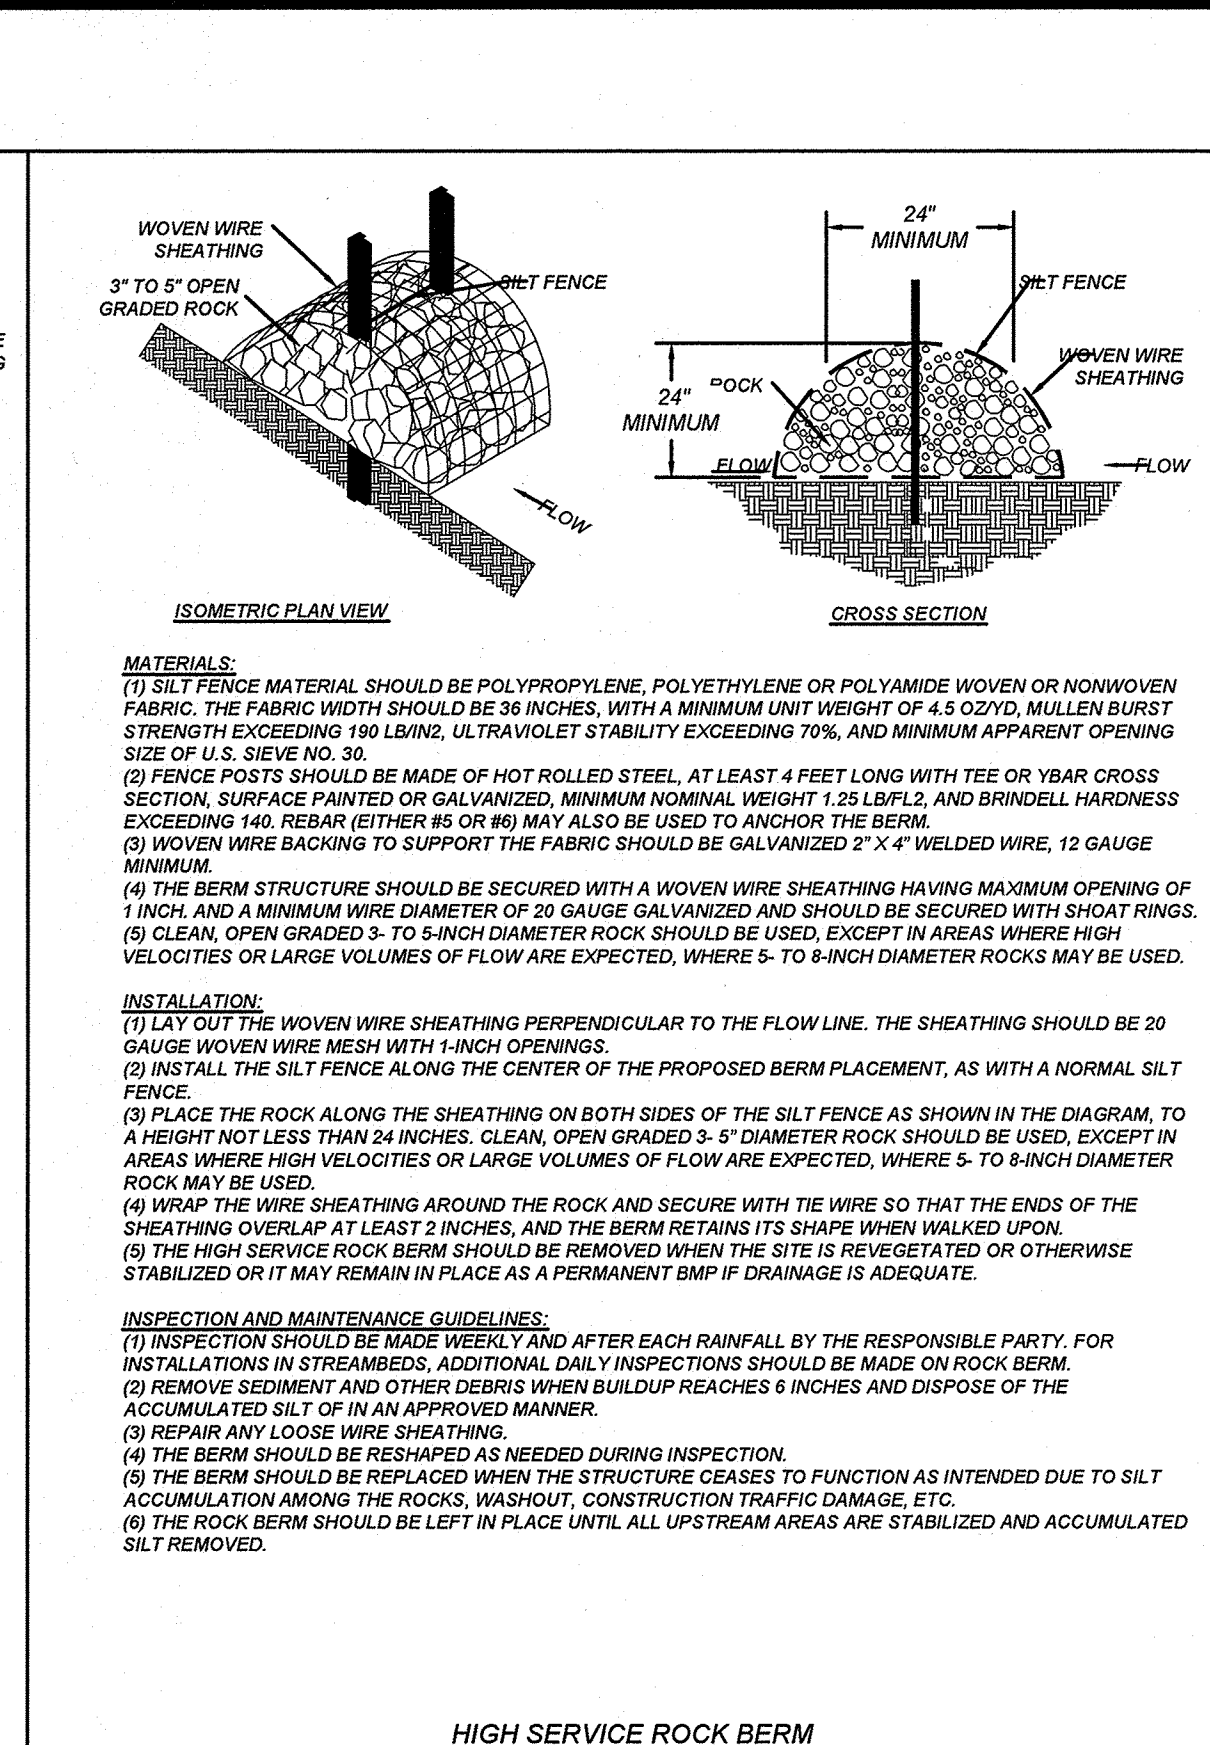 WOVEN WIRE
SHEATHING
3" TO 5" OPEN
GRADED ROCK
SILT FENCE
FLOW
ISOMETRIC PLAN VIEW
24"
MINIMUM
SILT FENCE
WOVEN WIRE
SHEATHING
ROCK
24"
MINIMUM
FLOW
FLOW
CROSS SECTION
MATERIALS:
(1) SILT FENCE MATERIAL SHOULD BE POLYPROPYLENE, POLYETHYLENE OR POLYAMIDE WOVEN OR NONWOVEN
FABRIC. THE FABRIC WIDTH SHOULD BE 36 INCHES, WITH A MINIMUM UNIT WEIGHT OF 4.5 OZ/YD, MULLEN BURST
STRENGTH EXCEEDING 190 LB/IN2, ULTRAVIOLET STABILITY EXCEEDING 70%, AND MINIMUM APPARENT OPENING
SIZE OF U.S. SIEVE NO. 30.
(2) FENCE POSTS SHOULD BE MADE OF HOT ROLLED STEEL, AT LEAST 4 FEET LONG WITH TEE OR YBAR CROSS
SECTION, SURFACE PAINTED OR GALVANIZED, MINIMUM NOMINAL WEIGHT 1.25 LB/FL2, AND BRINDELL HARDNESS
EXCEEDING 140. REBAR (EITHER #5 OR #6) MAY ALSO BE USED TO ANCHOR THE BERM.
(3) WOVEN WIRE BACKING TO SUPPORT THE FABRIC SHOULD BE GALVANIZED 2" X 4" WELDED WIRE, 12 GAUGE
MINIMUM.
(4) THE BERM STRUCTURE SHOULD BE SECURED WITH A WOVEN WIRE SHEATHING HAVING MAXIMUM OPENING OF
1 INCH. AND A MINIMUM WIRE DIAMETER OF 20 GAUGE GALVANIZED AND SHOULD BE SECURED WITH SHOAT RINGS.
(5) CLEAN, OPEN GRADED 3- TO 5-INCH DIAMETER ROCK SHOULD BE USED, EXCEPT IN AREAS WHERE HIGH
VELOCITIES OR LARGE VOLUMES OF FLOW ARE EXPECTED, WHERE 5- TO 8-INCH DIAMETER ROCKS MAY BE USED.
INSTALLATION:
(1) LAY OUT THE WOVEN WIRE SHEATHING PERPENDICULAR TO THE FLOW LINE. THE SHEATHING SHOULD BE 20
GAUGE WOVEN WIRE MESH WITH 1-INCH OPENINGS.
(2) INSTALL THE SILT FENCE ALONG THE CENTER OF THE PROPOSED BERM PLACEMENT, AS WITH A NORMAL SILT
FENCE.
(3) PLACE THE ROCK ALONG THE SHEATHING ON BOTH SIDES OF THE SILT FENCE AS SHOWN IN THE DIAGRAM, TO
A HEIGHT NOT LESS THAN 24 INCHES. CLEAN, OPEN GRADED 3- 5" DIAMETER ROCK SHOULD BE USED, EXCEPT IN
AREAS WHERE HIGH VELOCITIES OR LARGE VOLUMES OF FLOW ARE EXPECTED, WHERE 5- TO 8-INCH DIAMETER
ROCK MAY BE USED.
(4) WRAP THE WIRE SHEATHING AROUND THE ROCK AND SECURE WITH TIE WIRE SO THAT THE ENDS OF THE
SHEATHING OVERLAP AT LEAST 2 INCHES, AND THE BERM RETAINS ITS SHAPE WHEN WALKED UPON.
(5) THE HIGH SERVICE ROCK BERM SHOULD BE REMOVED WHEN THE SITE IS REVEGETATED OR OTHERWISE
STABILIZED OR IT MAY REMAIN IN PLACE AS A PERMANENT BMP IF DRAINAGE IS ADEQUATE.
INSPECTION AND MAINTENANCE GUIDELINES:
(1) INSPECTION SHOULD BE MADE WEEKLY AND AFTER EACH RAINFALL BY THE RESPONSIBLE PARTY. FOR
INSTALLATIONS IN STREAMBEDS, ADDITIONAL DAILY INSPECTIONS SHOULD BE MADE ON ROCK BERM.
(2) REMOVE SEDIMENT AND OTHER DEBRIS WHEN BUILDUP REACHES 6 INCHES AND DISPOSE OF THE
ACCUMULATED SILT OF IN AN APPROVED MANNER.
(3) REPAIR ANY LOOSE WIRE SHEATHING.
(4) THE BERM SHOULD BE RESHAPED AS NEEDED DURING INSPECTION.
(5) THE BERM SHOULD BE REPLACED WHEN THE STRUCTURE CEASES TO FUNCTION AS INTENDED DUE TO SILT
ACCUMULATION AMONG THE ROCKS, WASHOUT, CONSTRUCTION TRAFFIC DAMAGE, ETC.
(6) THE ROCK BERM SHOULD BE LEFT IN PLACE UNTIL ALL UPSTREAM AREAS ARE STABILIZED AND ACCUMULATED
SILT REMOVED.
HIGH SERVICE ROCK BERM